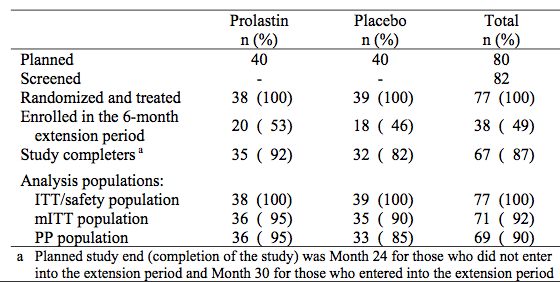 Prolastin Placebo Total
n (%) n (%) n (%)
Planned 40 40 80
Screened - - 82
Randomized and treated 38 (100) 39 (100) 77 (100)
Enrolled in the 6-month
extension period 20 ( 53) 18 ( 46) 38 ( 49)
Study completers a 35 ( 92) 32 ( 82) 67 ( 87)
Analysis populations:
ITT/safety population 38 (100) 39 (100) 77 (100)
mITT population 36 ( 95) 35 ( 90) 71 ( 92)
PP population 36 ( 95) 33 ( 85) 69 ( 90)
a Planned study end (completion of the study) was Month 24 for those who did not enter
into the extension period and Month 30 for those who entered into the extension period